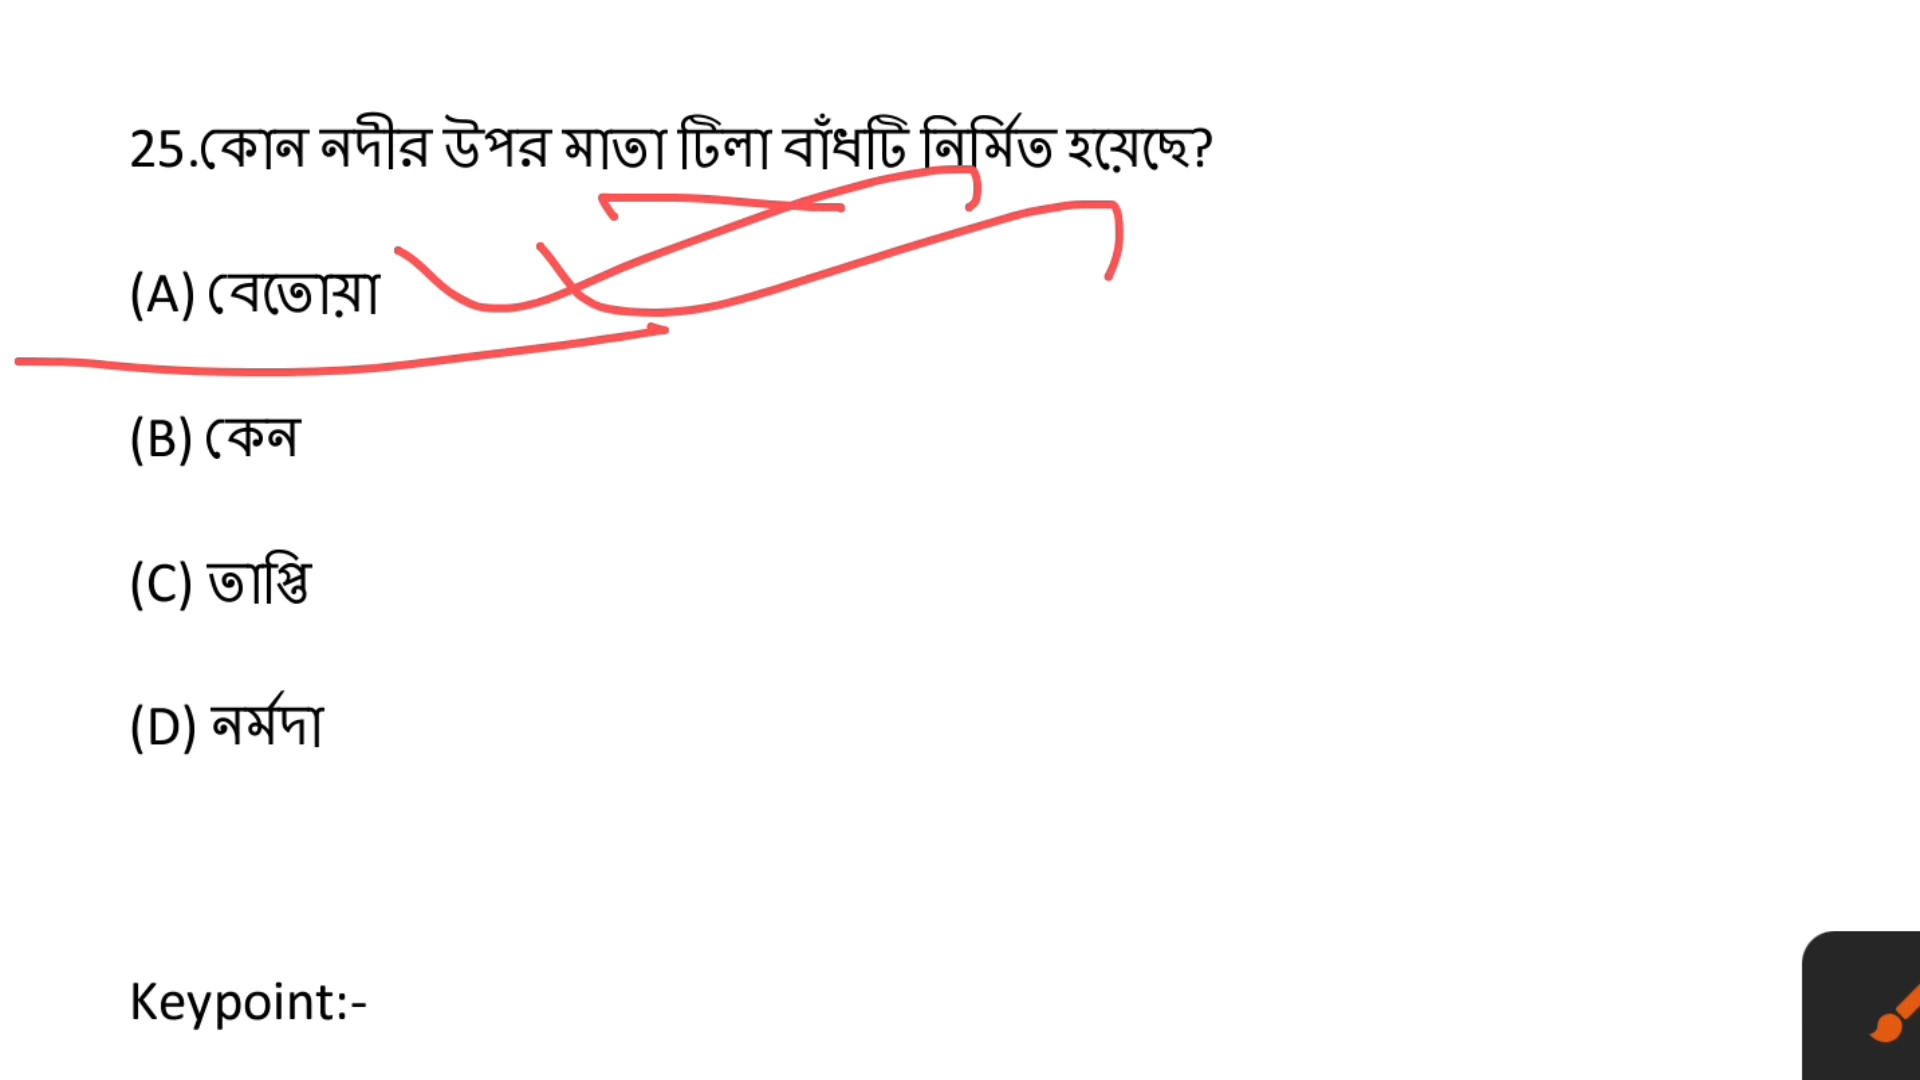 25.কোন নদীর উপর মাতা টিলা বাঁধটি নির্মিত হয়েছে?
(A) বেতোয়া
(B) কেন
(C) তাপ্তি
(D) নর্মদা
Keypoint:-